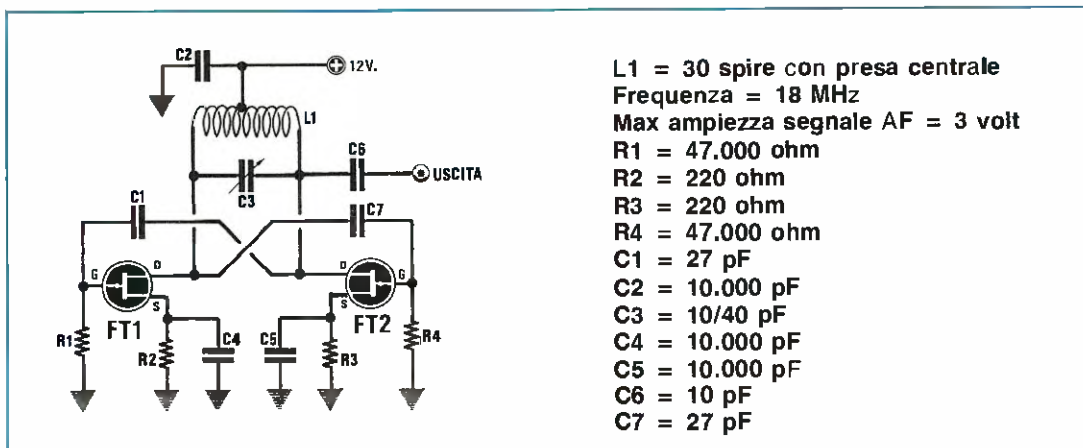 C2
12V.
L1
C6
USCITA
C3
C1
C7
G
D
S
FT1
D
G
S
FT2
R1
R2
C4
C5
R3
R4
L1 = 30 spire con presa centrale
Frequenza = 18 MHz
Max ampiezza segnale AF = 3 volt
R1 = 47.000 ohm
R2 = 220 ohm
R3 = 220 ohm
R4 = 47.000 ohm
C1 = 27 pF
C2 = 10.000 pF
C3 = 10/40 pF
C4 = 10.000 pF
C5 = 10.000 pF
C6 = 10 pF
C7 = 27 pF